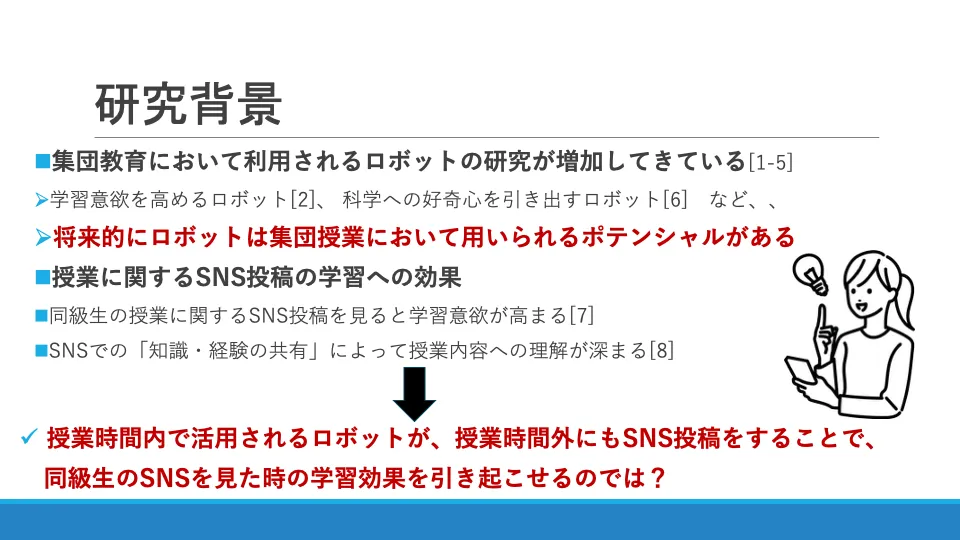 研究背景
■集団教育において利用されるロボットの研究が増加してきている[1-5]
➢学習意欲を高めるロボット[2]、 科学への好奇心を引き出すロボット[6]　など、、
➢将来的にロボットは集団授業において用いられるポテンシャルがある
■授業に関するSNS投稿の学習への効果
■同級生の授業に関するSNS投稿を見ると学習意欲が高まる[7]
■SNSでの「知識・経験の共有」によって授業内容への理解が深まる[8]
✓ 授業時間内で活用されるロボットが、授業時間外にもSNS投稿をすることで、
同級生のSNSを見た時の学習効果を引き起こせるのでは？